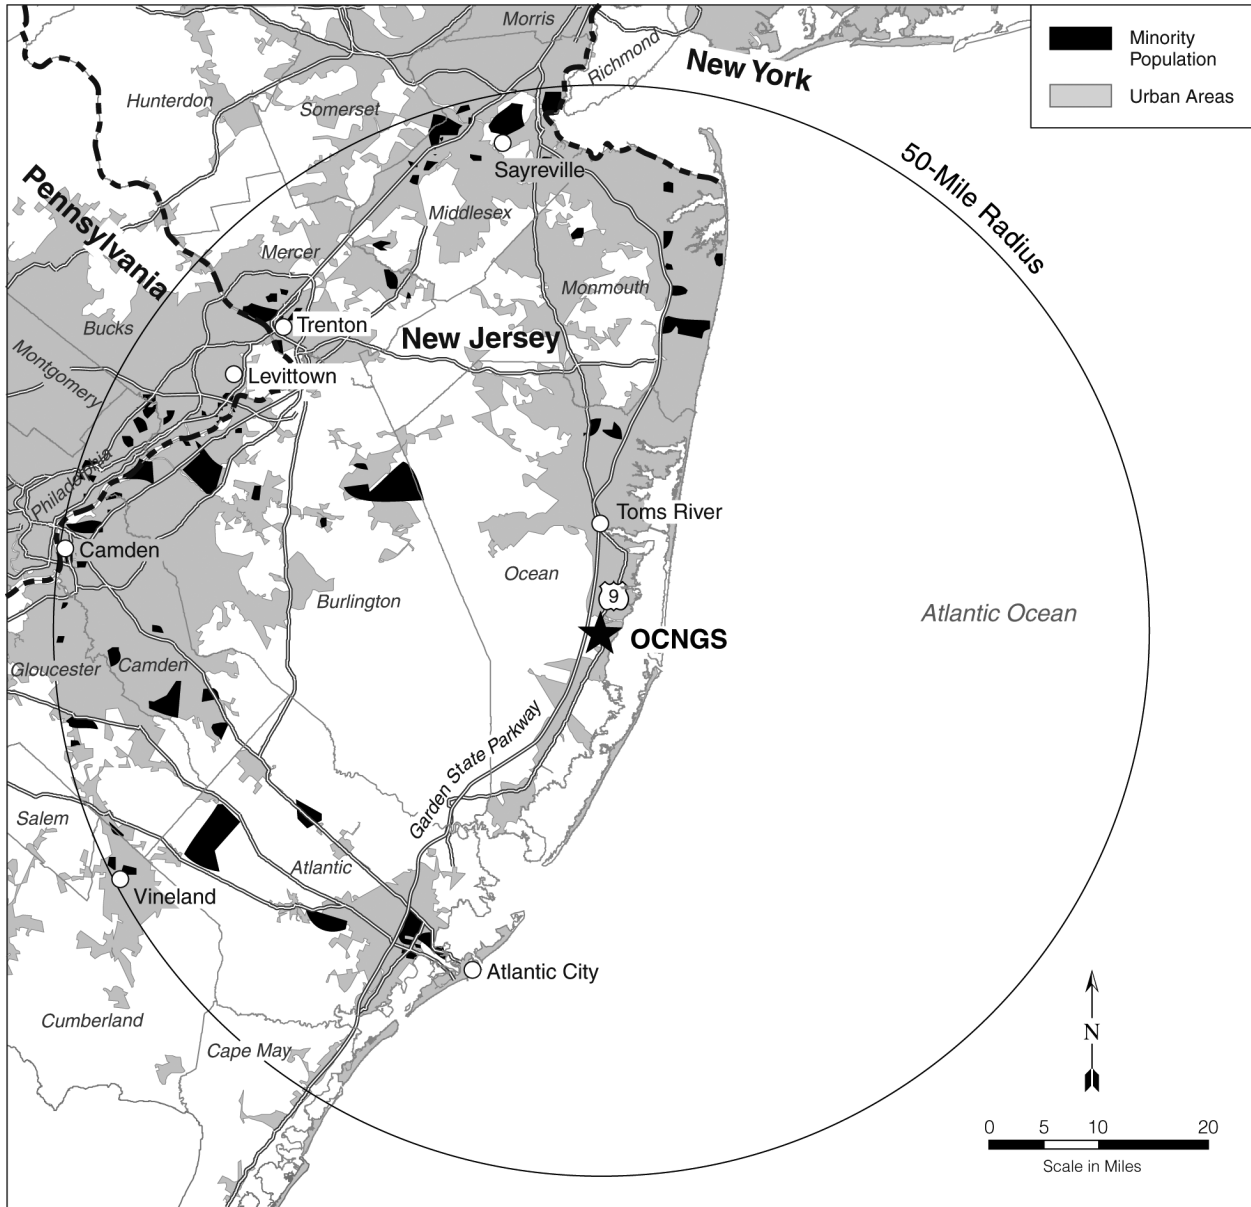 Morris
New York
Richmond
Minority
Population
Urban Areas
Hunterdon
Somerset
50-Mile Radius
Sayreville
Pennsylvania
Middlesex
Mercer
Monmouth
Bucks
Trenton
New Jersey
Montgomery
Levittown
Philadelphia
Toms River
Camden
Ocean
9
Burlington
Atlantic Ocean
OCNGS
Gloucester
Camden
Garden State Parkway
Salem
Atlantic
Vineland
Atlantic City
Cumberland
N
Cape May
0 5 10 20
Scale in Miles